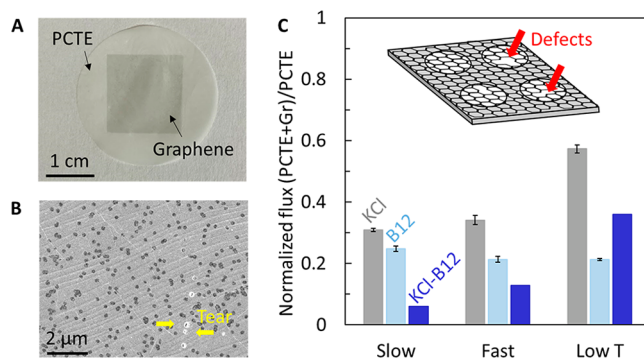 A
PCTE
Graphene
1 cm
B
Tear
2 μm
C
Normalized flux (PCTE+Gr)/PCTE
1
0.8
0.6
0.4
0.2
0
Defects
KCl
B12
KCl-B12
Slow
Fast
Low T